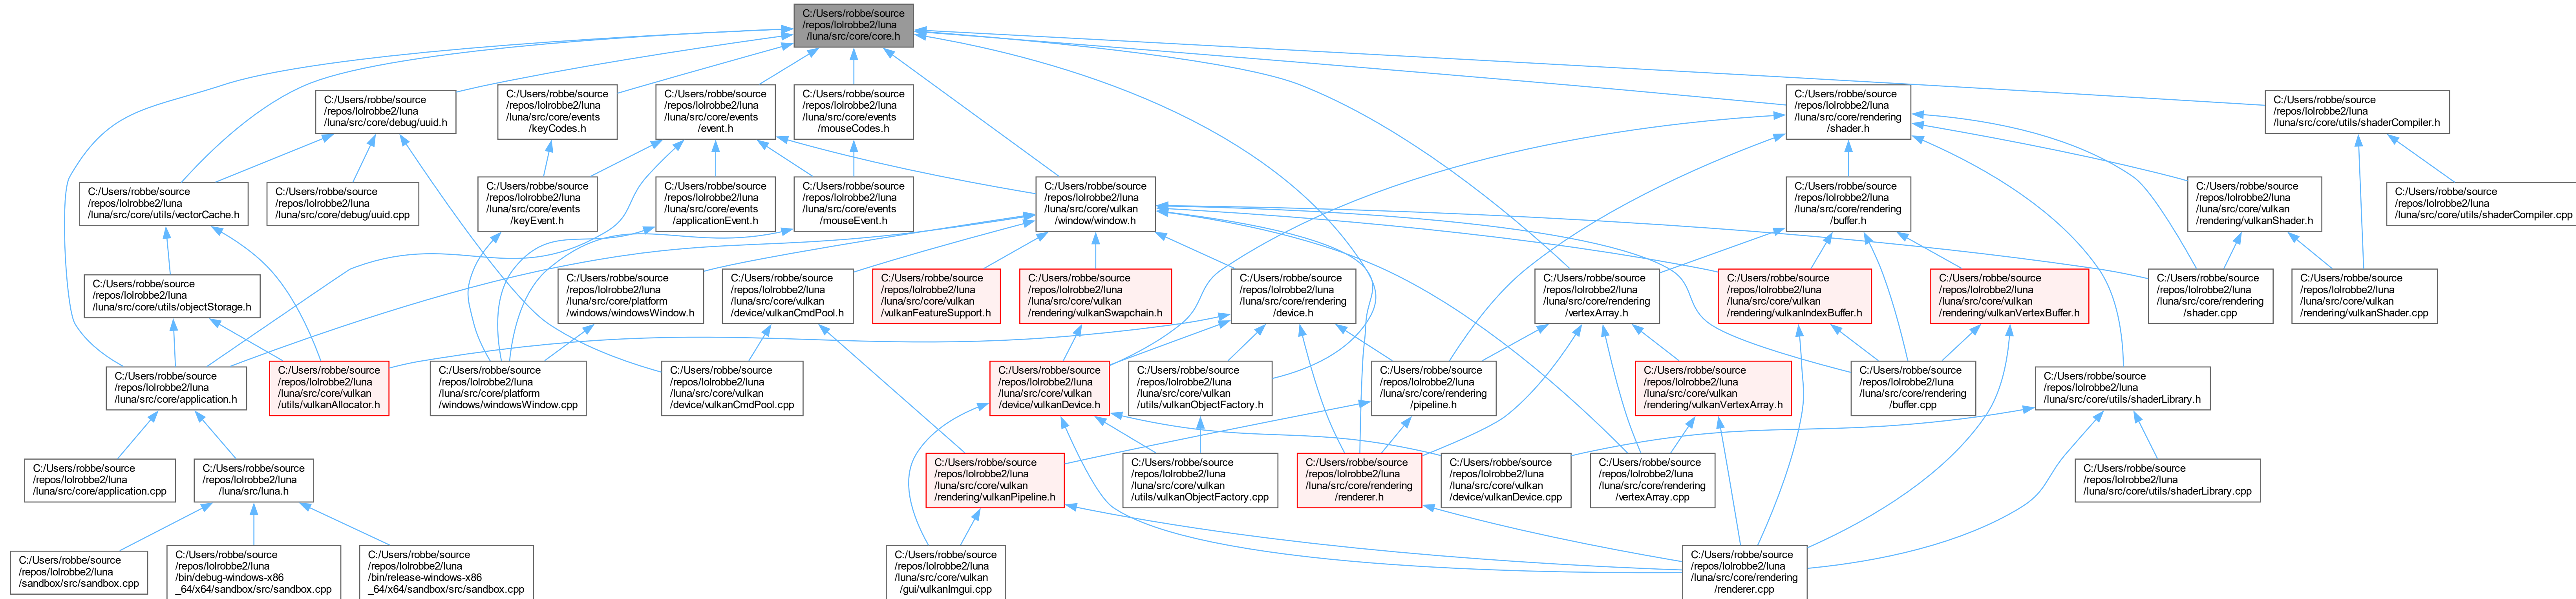 C:/Users/robbe/source
/repos/lolrobbe2/luna
/luna/src/core/core.h
C:/Users/robbe/source
/repos/lolrobbe2/luna
/luna/src/core/debug/uuid.h
C:/Users/robbe/source
/repos/lolrobbe2/luna
/luna/src/core/events
/keyCodes.h
C:/Users/robbe/source
/repos/lolrobbe2/luna
/luna/src/core/events
/event.h
C:/Users/robbe/source
/repos/lolrobbe2/luna
/luna/src/core/events
/mouseCodes.h
C:/Users/robbe/source
/repos/lolrobbe2/luna
/luna/src/core/rendering
/shader.h
C:/Users/robbe/source
/repos/lolrobbe2/luna
/luna/src/core/utils/shaderCompiler.h
C:/Users/robbe/source
/repos/lolrobbe2/luna
/luna/src/core/utils/vectorCache.h
C:/Users/robbe/source
/repos/lolrobbe2/luna
/luna/src/core/debug/uuid.cpp
C:/Users/robbe/source
/repos/lolrobbe2/luna
/luna/src/core/events
/keyEvent.h
C:/Users/robbe/source
/repos/lolrobbe2/luna
/luna/src/core/events
/applicationEvent.h
C:/Users/robbe/source
/repos/lolrobbe2/luna
/luna/src/core/events
/mouseEvent.h
C:/Users/robbe/source
/repos/lolrobbe2/luna
/luna/src/core/vulkan
/window/window.h
C:/Users/robbe/source
/repos/lolrobbe2/luna
/luna/src/core/rendering
/buffer.h
C:/Users/robbe/source
/repos/lolrobbe2/luna
/luna/src/core/vulkan
/rendering/vulkanShader.h
C:/Users/robbe/source
/repos/lolrobbe2/luna
/luna/src/core/utils/shaderCompiler.cpp
C:/Users/robbe/source
/repos/lolrobbe2/luna
/luna/src/core/utils/objectStorage.h
C:/Users/robbe/source
/repos/lolrobbe2/luna
/luna/src/core/platform
/windows/windowsWindow.h
C:/Users/robbe/source
/repos/lolrobbe2/luna
/luna/src/core/vulkan
/device/vulkanCmdPool.h
C:/Users/robbe/source
/repos/lolrobbe2/luna
/luna/src/core/vulkan
/vulkanFeatureSupport.h
C:/Users/robbe/source
/repos/lolrobbe2/luna
/luna/src/core/vulkan
/rendering/vulkanSwapchain.h
C:/Users/robbe/source
/repos/lolrobbe2/luna
/luna/src/core/rendering
/device.h
C:/Users/robbe/source
/repos/lolrobbe2/luna
/luna/src/core/rendering
/vertexArray.h
C:/Users/robbe/source
/repos/lolrobbe2/luna
/luna/src/core/vulkan
/rendering/vulkanIndexBuffer.h
C:/Users/robbe/source
/repos/lolrobbe2/luna
/luna/src/core/vulkan
/rendering/vulkanVertexBuffer.h
C:/Users/robbe/source
/repos/lolrobbe2/luna
/luna/src/core/rendering
/shader.cpp
C:/Users/robbe/source
/repos/lolrobbe2/luna
/luna/src/core/vulkan
/rendering/vulkanShader.cpp
C:/Users/robbe/source
/repos/lolrobbe2/luna
/luna/src/core/application.h
C:/Users/robbe/source
/repos/lolrobbe2/luna
/luna/src/core/vulkan
/utils/vulkanAllocator.h
C:/Users/robbe/source
/repos/lolrobbe2/luna
/luna/src/core/platform
/windows/windowsWindow.cpp
C:/Users/robbe/source
/repos/lolrobbe2/luna
/luna/src/core/vulkan
/device/vulkanCmdPool.cpp
C:/Users/robbe/source
/repos/lolrobbe2/luna
/luna/src/core/vulkan
/device/vulkanDevice.h
C:/Users/robbe/source
/repos/lolrobbe2/luna
/luna/src/core/vulkan
/utils/vulkanObjectFactory.h
C:/Users/robbe/source
/repos/lolrobbe2/luna
/luna/src/core/rendering
/pipeline.h
C:/Users/robbe/source
/repos/lolrobbe2/luna
/luna/src/core/vulkan
/rendering/vulkanVertexArray.h
C:/Users/robbe/source
/repos/lolrobbe2/luna
/luna/src/core/rendering
/buffer.cpp
C:/Users/robbe/source
/repos/lolrobbe2/luna
/luna/src/core/utils/shaderLibrary.h
C:/Users/robbe/source
/repos/lolrobbe2/luna
/luna/src/core/application.cpp
C:/Users/robbe/source
/repos/lolrobbe2/luna
/luna/src/luna.h
C:/Users/robbe/source
/repos/lolrobbe2/luna
/luna/src/core/vulkan
/rendering/vulkanPipeline.h
C:/Users/robbe/source
/repos/lolrobbe2/luna
/luna/src/core/vulkan
/utils/vulkanObjectFactory.cpp
C:/Users/robbe/source
/repos/lolrobbe2/luna
/luna/src/core/rendering
/renderer.h
C:/Users/robbe/source
/repos/lolrobbe2/luna
/luna/src/core/vulkan
/device/vulkanDevice.cpp
C:/Users/robbe/source
/repos/lolrobbe2/luna
/luna/src/core/rendering
/vertexArray.cpp
C:/Users/robbe/source
/repos/lolrobbe2/luna
/luna/src/core/utils/shaderLibrary.cpp
C:/Users/robbe/source
/repos/lolrobbe2/luna
/sandbox/src/sandbox.cpp
C:/Users/robbe/source
/repos/lolrobbe2/luna
/bin/debug-windows-x86
_64/x64/sandbox/src/sandbox.cpp
C:/Users/robbe/source
/repos/lolrobbe2/luna
/bin/release-windows-x86
_64/x64/sandbox/src/sandbox.cpp
C:/Users/robbe/source
/repos/lolrobbe2/luna
/luna/src/core/vulkan
/gui/vulkanImgui.cpp
C:/Users/robbe/source
/repos/lolrobbe2/luna
/luna/src/core/rendering
/renderer.cpp